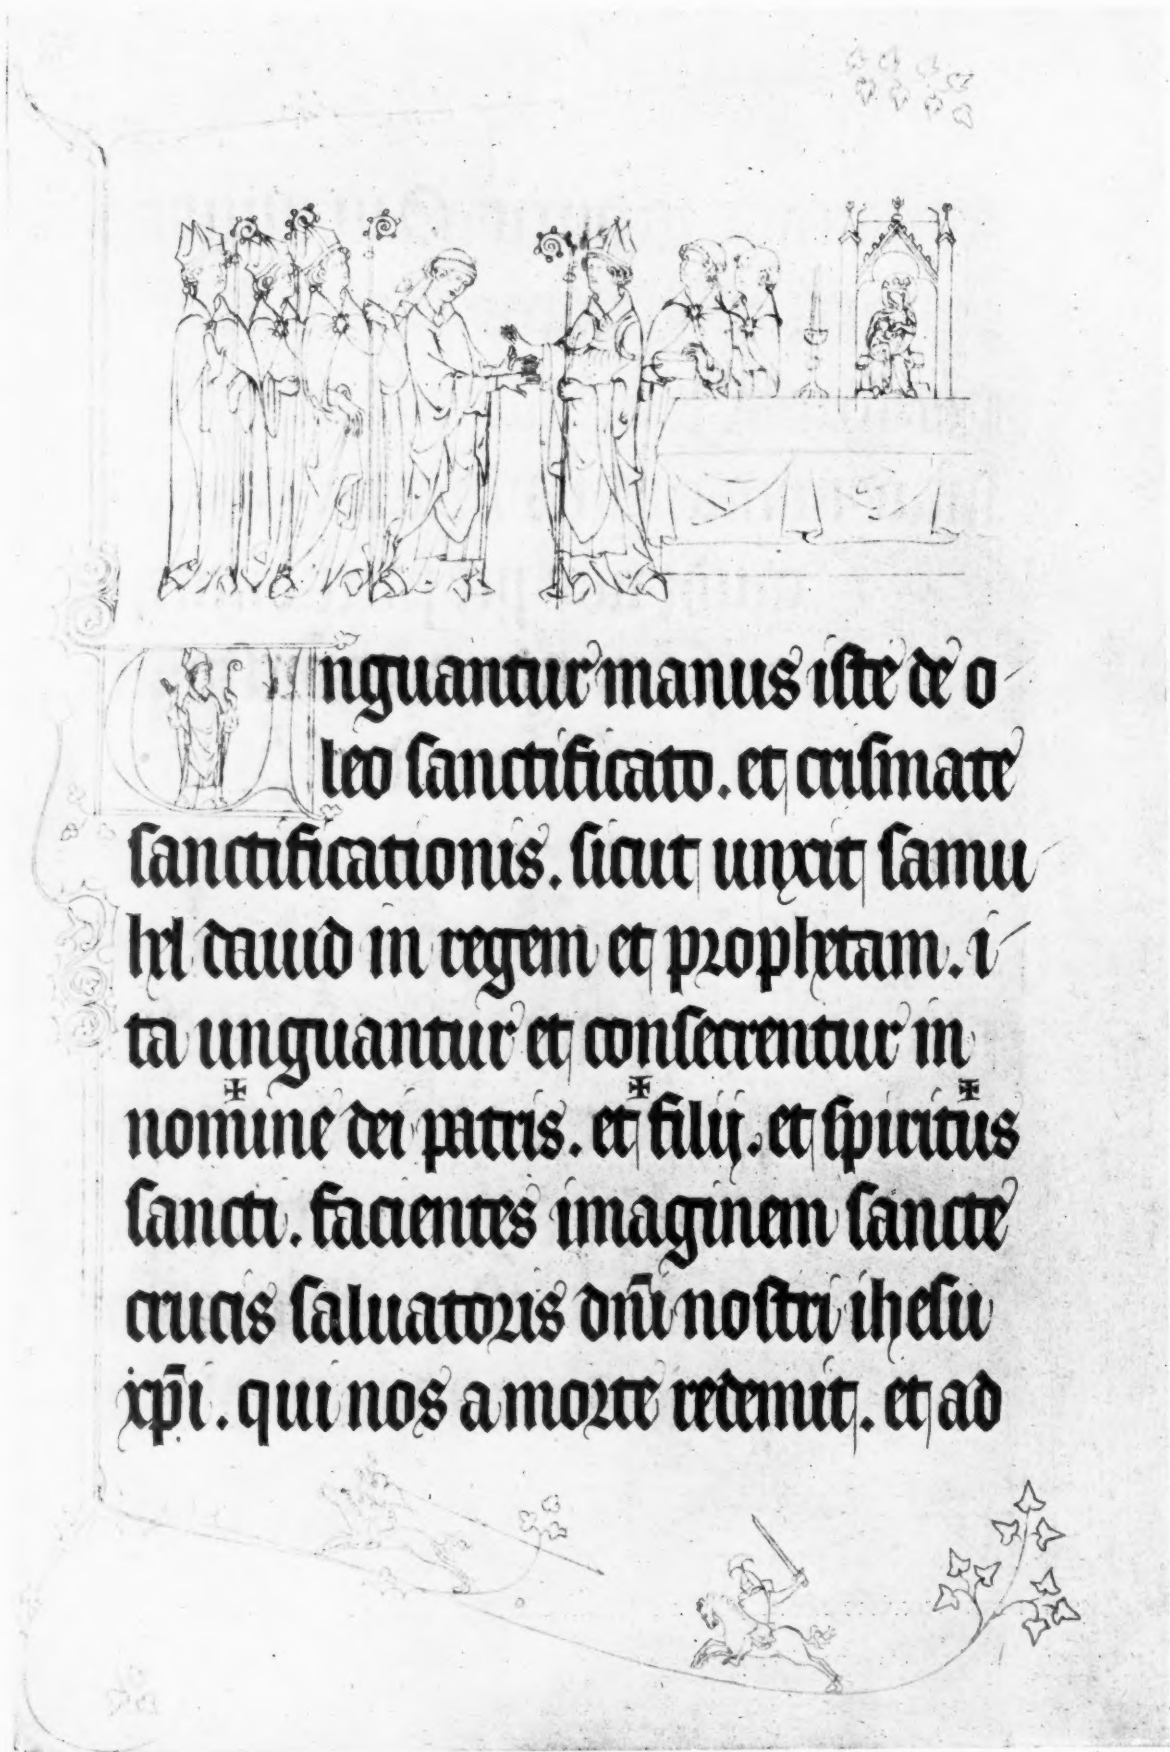 Unguantur manus iste de o
leo sanctificato. et crismate
sanctificationis. sicut unxit samu
hel dauid in regem et prophetam. i
ta unguantur et consecrentur in
no✠mine dei patris. et ✠ filij. et spiritus ✠
sancti. facientes imaginem sancte
crucis saluatoris dn̄i nostri ihesu
xp̄i. qui nos a morte redemit. et ad